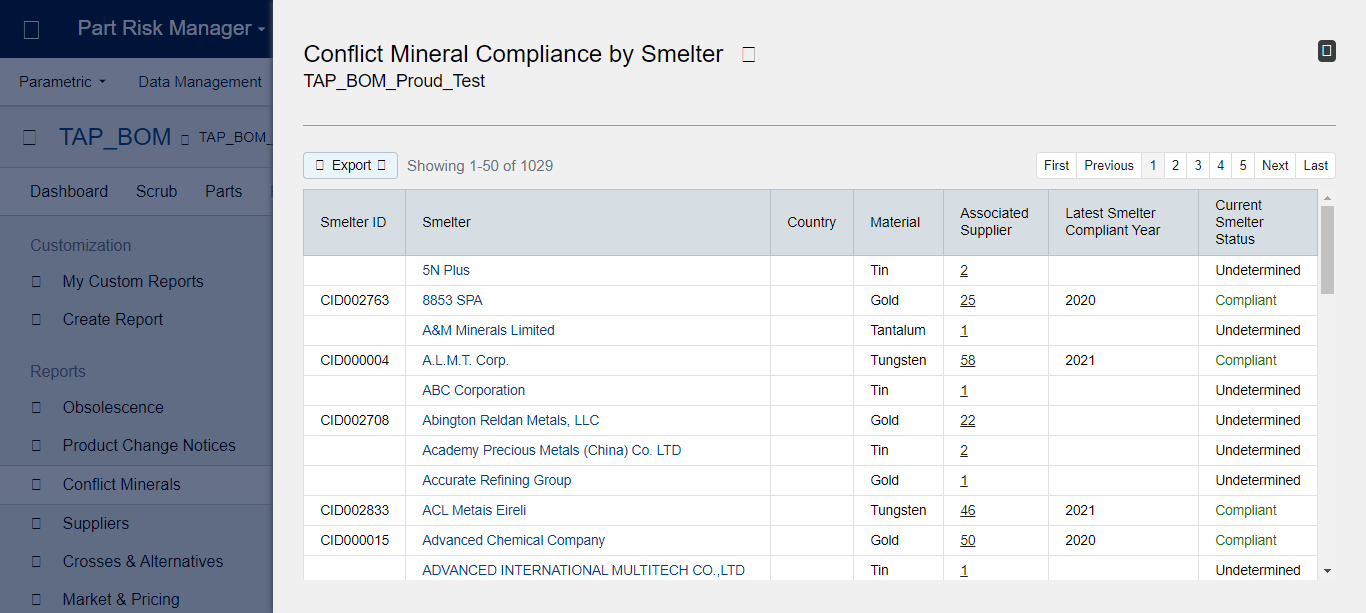 Part Risk Manager
Parametric Data Management
TAP_BOM TAP_BOM_
Dashboard Scrub Parts
Customization
My Custom Reports
Create Report
Reports
Obsolescence
Product Change Notices
Conflict Minerals
Suppliers
Crosses & Alternatives
Market & Pricing
Conflict Mineral Compliance by Smelter
TAP_BOM_Proud_Test
Export Showing 1-50 of 1029 First Previous 1 2 3 4 5 Next Last
Smelter ID Smelter Country Material Associated Supplier Latest Smelter Compliant Year Current Smelter Status
5N Plus Tin 2 Undetermined
CID002763 8853 SPA Gold 25 2020 Compliant
A&M Minerals Limited Tantalum 1 Undetermined
CID000004 A.L.M.T. Corp. Tungsten 58 2021 Compliant
ABC Corporation Tin 1 Undetermined
CID002708 Abington Reldan Metals, LLC Gold 22 Undetermined
Academy Precious Metals (China) Co. LTD Tin 2 Undetermined
Accurate Refining Group Gold 1 Undetermined
CID002833 ACL Metais Eireli Tungsten 46 2021 Compliant
CID000015 Advanced Chemical Company Gold 50 2020 Compliant
ADVANCED INTERNATIONAL MULTITECH CO.,LTD Tin 1 Undetermined